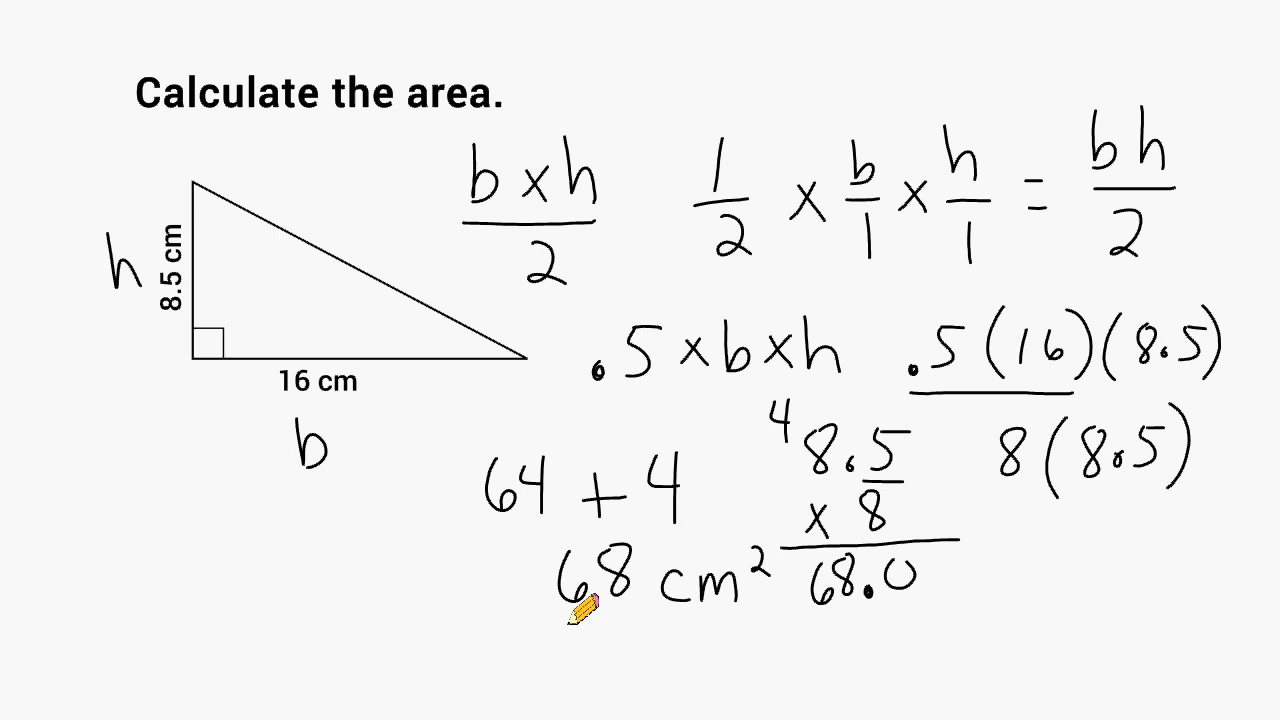 Calculate the area.
b x h
2
1/2 x b/1 x h/1 = bh/2
h
8.5 cm
16 cm
b
.5 x b x h
.5(16)(8.5)
8(8.5)
4
8.5
x 8
68.0
64 + 4
68 cm²